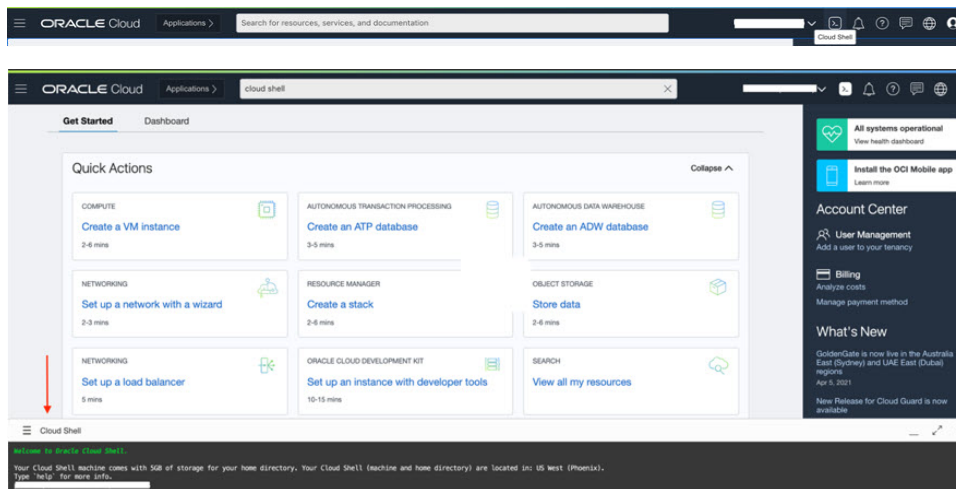 ORACLE Cloud Applications > Search for resources, services, and documentation
Cloud Shell
ORACLE Cloud Applications > cloud shell
Get Started Dashboard
Quick Actions Collapse
COMPUTE
Create a VM instance
2-6 mins
AUTONOMOUS TRANSACTION PROCESSING
Create an ATP database
3-5 mins
AUTONOMOUS DATA WAREHOUSE
Create an ADW database
3-5 mins
NETWORKING
Set up a network with a wizard
2-3 mins
RESOURCE MANAGER
Create a stack
2-6 mins
OBJECT STORAGE
Store data
2-6 mins
NETWORKING
Set up a load balancer
5 mins
ORACLE CLOUD DEVELOPMENT KIT
Set up an instance with developer tools
10-15 mins
SEARCH
View all my resources
All systems operational
View health dashboard
Install the OCI Mobile app
Learn more
Account Center
User Management
Add a user to your tenancy
Billing
Analyze costs
Manage payment method
What's New
GoldenGate is now live in the Australia
East (Sydney) and UAE East (Dubai)
regions
Apr 5, 2021
New Release for Cloud Guard is now
available
Cloud Shell
Welcome to Oracle Cloud Shell.
Your Cloud Shell machine comes with 5GB of storage for your home directory. Your Cloud Shell (machine and home directory) are located in: US West (Phoenix).
Type `help` for more info.